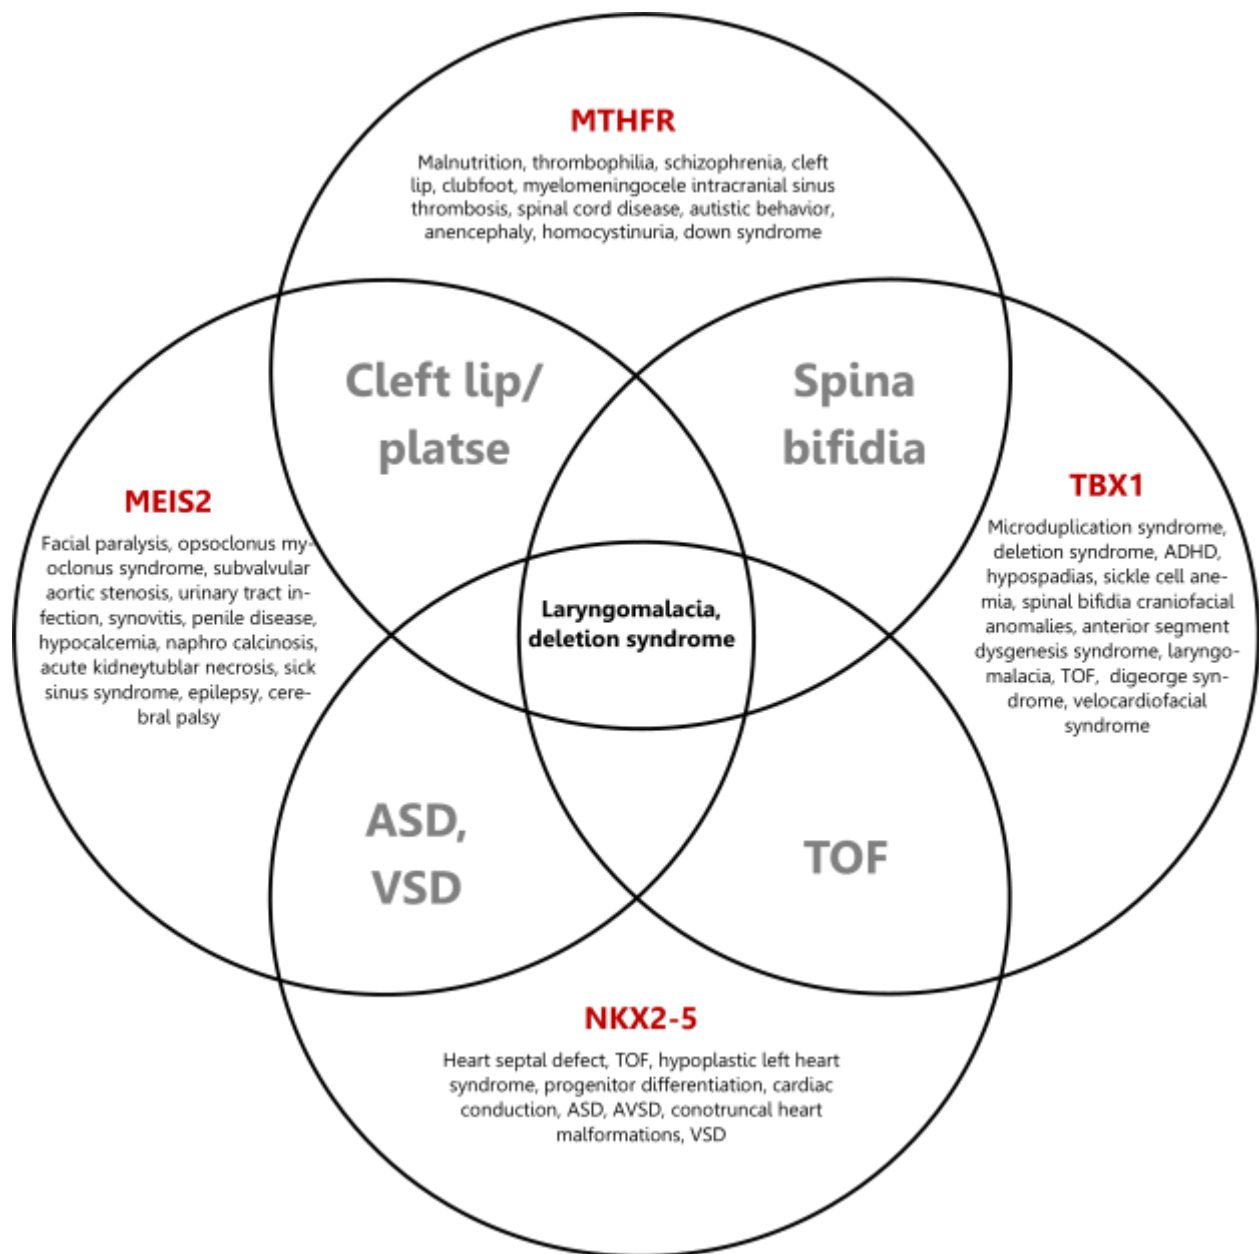 MTHFR
Malnutrition, thrombophilia, schizophrenia, cleft
lip, clubfoot, myelomeningocele intracranial sinus
thrombosis, spinal cord disease, autistic behavior,
anencephaly, homocystinuria, down syndrome
Cleft lip/
platse
Spina
bifidia
MEIS2
Facial paralysis, opsoclonus my-
oclonus syndrome, subvalvular
aortic stenosis, urinary tract in-
fection, synovitis, penile disease,
hypocalcemia, naphro calcinosis,
acute kidneytublar necrosis, sick
sinus syndrome, epilepsy, cere-
bral palsy
TBX1
Microduplication syndrome,
deletion syndrome, ADHD,
hypospadias, sickle cell ane-
mia, spinal bifidia craniofacial
anomalies, anterior segment
dysgenesis syndrome, laryngo-
malacia, TOF, digeorge syn-
drome, velocardiofacial
syndrome
Laryngomalacia,
deletion syndrome
ASD,
VSD
TOF
NKX2-5
Heart septal defect, TOF, hypoplastic left heart
syndrome, progenitor differentiation, cardiac
conduction, ASD, AVSD, conotruncal heart
malformations, VSD